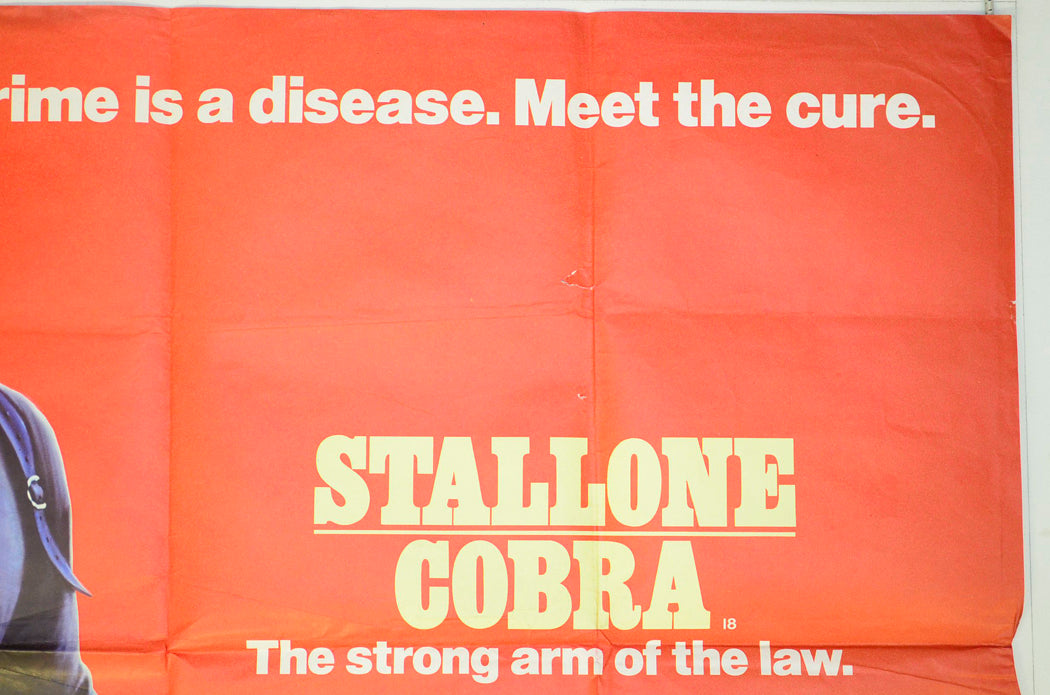 rime is a disease. Meet the cure.
STALLONE
COBRA 18
The strong arm of the law.